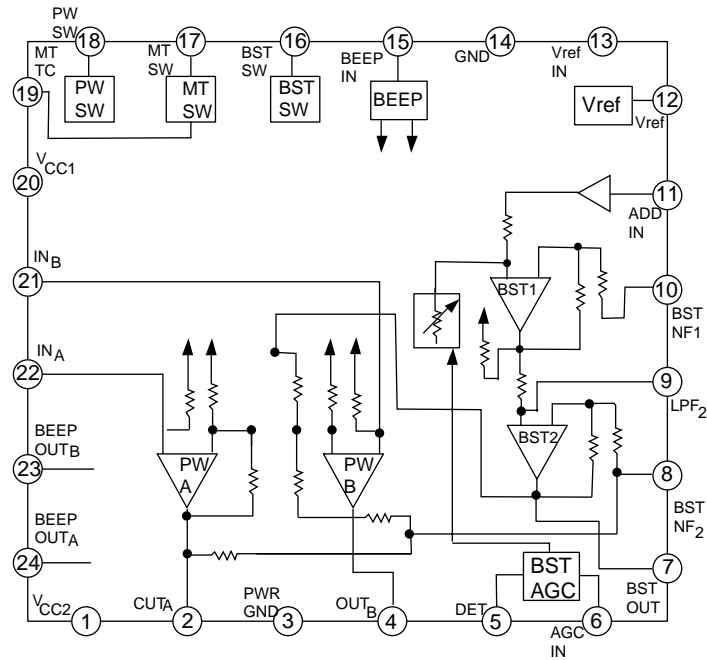 PW
SW
18
MT
SW
17
BST
SW
16
BEEP
IN
15
GND
14
Vref
IN
13
MT
TC
19
PW
SW
MT
SW
BST
SW
BEEP
Vref
12
Vref
VCC1
20
11
ADD
IN
INB
21
BST1
10
BST
NF1
INA
22
9
LPF2
BEEP
OUTB
23
PW
A
PW
B
BST2
8
BST
NF2
BEEP
OUTA
24
BST
AGC
7
BST
OUT
VCC2
1
CUTA
2
PWR
GND
3
OUTB
4
DET
5
AGC
IN
6